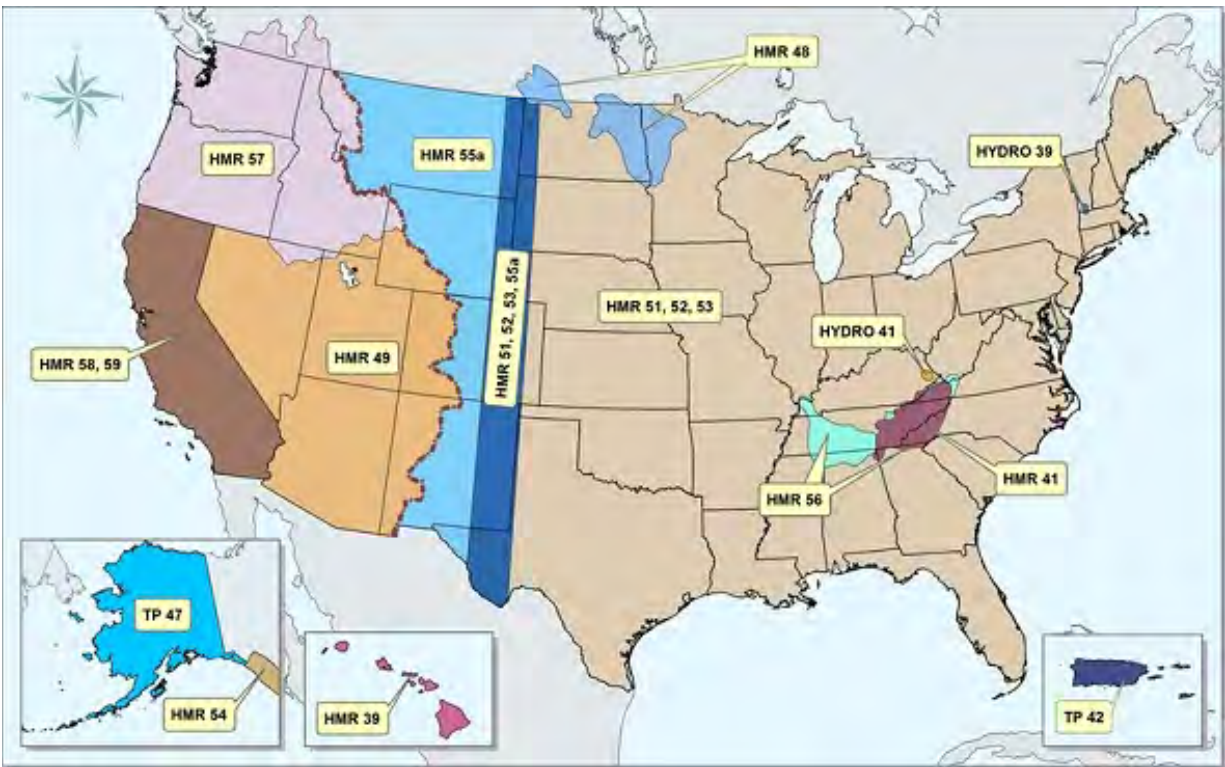 HMR 48
HYDRO 39
HMR 57
HMR 55a
HMR 51, 52, 53, 55a
HMR 51, 52, 53
HYDRO 41
HMR 58, 59
HMR 49
HMR 56
HMR 41
TP 47
HMR 54
HMR 39
TP 42